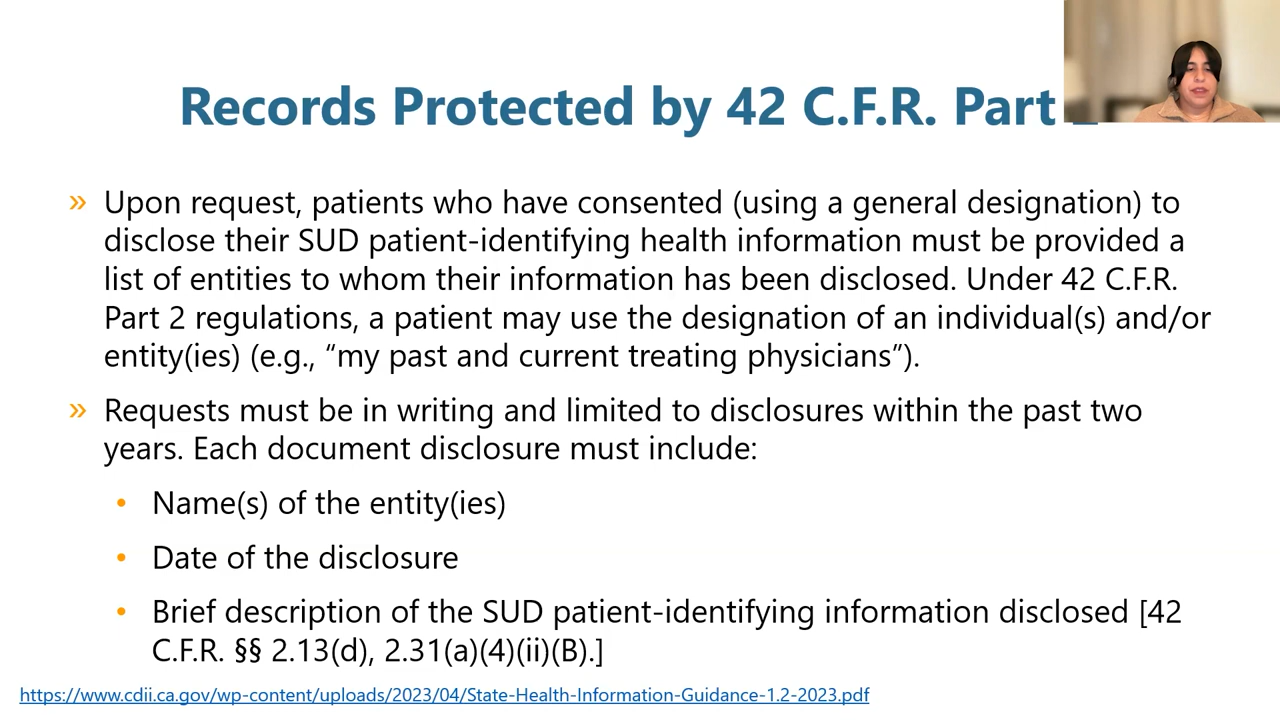 Records Protected by 42 C.F.R. Part
» Upon request, patients who have consented (using a general designation) to
disclose their SUD patient-identifying health information must be provided a
list of entities to whom their information has been disclosed. Under 42 C.F.R.
Part 2 regulations, a patient may use the designation of an individual(s) and/or
entity(ies) (e.g., “my past and current treating physicians”).
» Requests must be in writing and limited to disclosures within the past two
years. Each document disclosure must include:
• Name(s) of the entity(ies)
• Date of the disclosure
• Brief description of the SUD patient-identifying information disclosed [42
C.F.R. §§ 2.13(d), 2.31(a)(4)(ii)(B).]
https://www.cdii.ca.gov/wp-content/uploads/2023/04/State-Health-Information-Guidance-1.2-2023.pdf